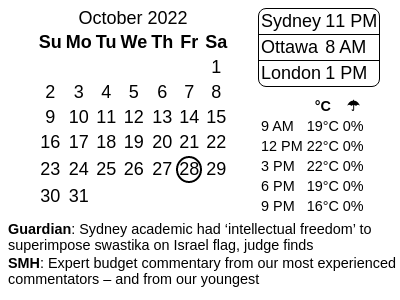 October 2022
Su Mo Tu We Th Fr Sa
1
2 3 4 5 6 7 8
9 10 11 12 13 14 15
16 17 18 19 20 21 22
23 24 25 26 27 28 29
30 31
Sydney 11 PM
Ottawa 8 AM
London 1 PM
°C ☂
9 AM 19°C 0%
12 PM 22°C 0%
3 PM 22°C 0%
6 PM 19°C 0%
9 PM 16°C 0%
Guardian: Sydney academic had ‘intellectual freedom’ to
superimpose swastika on Israel flag, judge finds
SMH: Expert budget commentary from our most experienced
commentators – and from our youngest